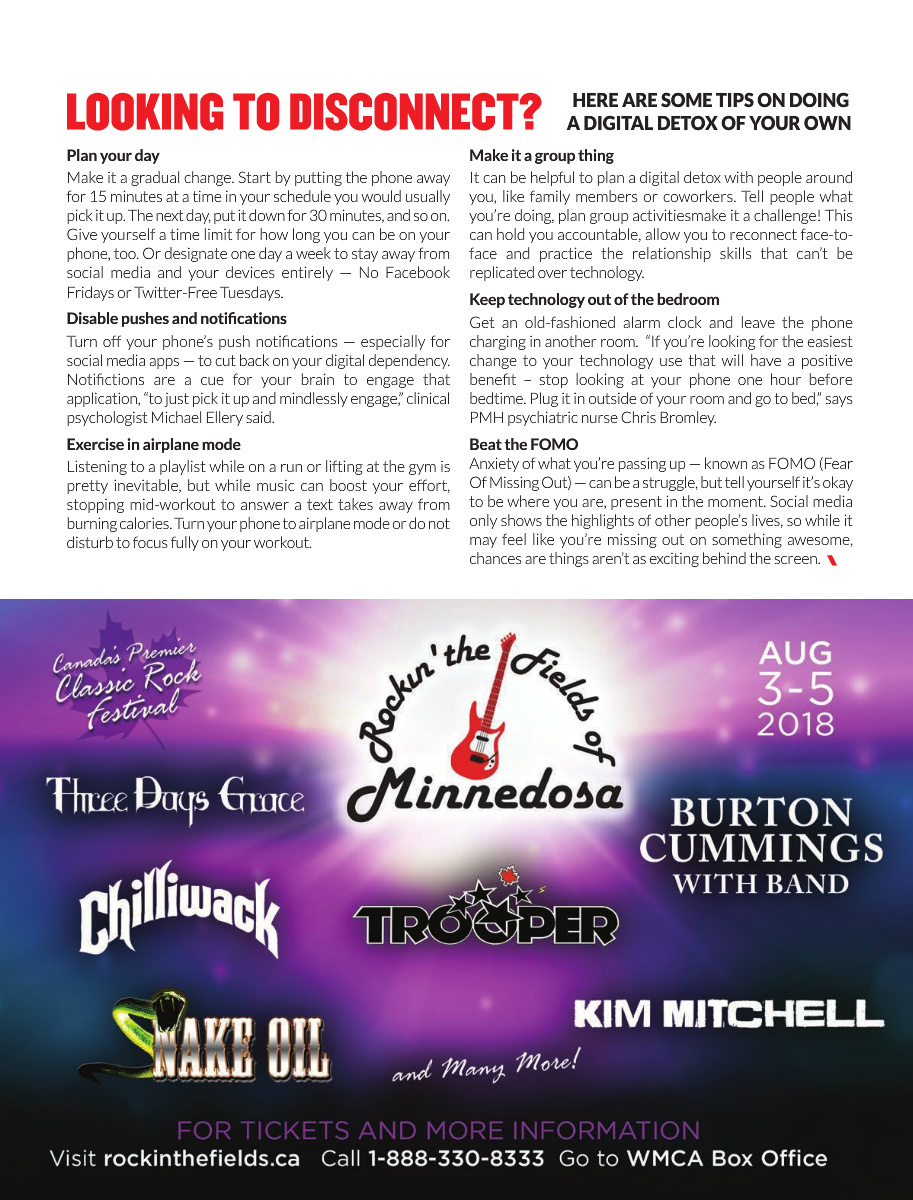 LOOKING TO DISCONNECT?
HERE ARE SOME TIPS ON DOING
A DIGITAL DETOX OF YOUR OWN
Plan your day
Make it a gradual change. Start by putting the phone away
for 15 minutes at a time in your schedule you would usually
pick it up. The next day, put it down for 30 minutes, and so on.
Give yourself a time limit for how long you can be on your
phone, too. Or designate one day a week to stay away from
social media and your devices entirely — No Facebook
Fridays or Twitter-Free Tuesdays.
Disable pushes and notifications
Turn off your phone's push notifications — especially for
social media apps — to cut back on your digital dependency.
Notifictions are a cue for your brain to engage that
application, “to just pick it up and mindlessly engage,” clinical
psychologist Michael Ellery said.
Exercise in airplane mode
Listening to a playlist while on a run or lifting at the gym is
pretty inevitable, but while music can boost your effort,
stopping mid-workout to answer a text takes away from
burning calories. Turn your phone to airplane mode or do not
disturb to focus fully on your workout.
Make it a group thing
It can be helpful to plan a digital detox with people around
you, like family members or coworkers. Tell people what
you're doing, plan group activitiesmake it a challenge! This
can hold you accountable, allow you to reconnect face-to-
face and practice the relationship skills that can't be
replicated over technology.
Keep technology out of the bedroom
Get an old-fashioned alarm clock and leave the phone
charging in another room. “If you're looking for the easiest
change to your technology use that will have a positive
benefit – stop looking at your phone one hour before
bedtime. Plug it in outside of your room and go to bed,” says
PMH psychiatric nurse Chris Bromley.
Beat the FOMO
Anxiety of what you're passing up — known as FOMO (Fear
Of Missing Out) — can be a struggle, but tell yourself it's okay
to be where you are, present in the moment. Social media
only shows the highlights of other people's lives, so while it
may feel like you're missing out on something awesome,
chances are things aren't as exciting behind the screen.
Canada's Premier
Classic Rock
Festival
Rockin' the Fields of
Minnedosa
AUG
3-5
2018
Three Days Grace
BURTON
CUMMINGS
WITH BAND
Chilliwack
TROOPER
SNAKE OIL
KIM MITCHELL
and Many More!
FOR TICKETS AND MORE INFORMATION
Visit rockinthefields.ca Call 1-888-330-8333 Go to WMCA Box Office